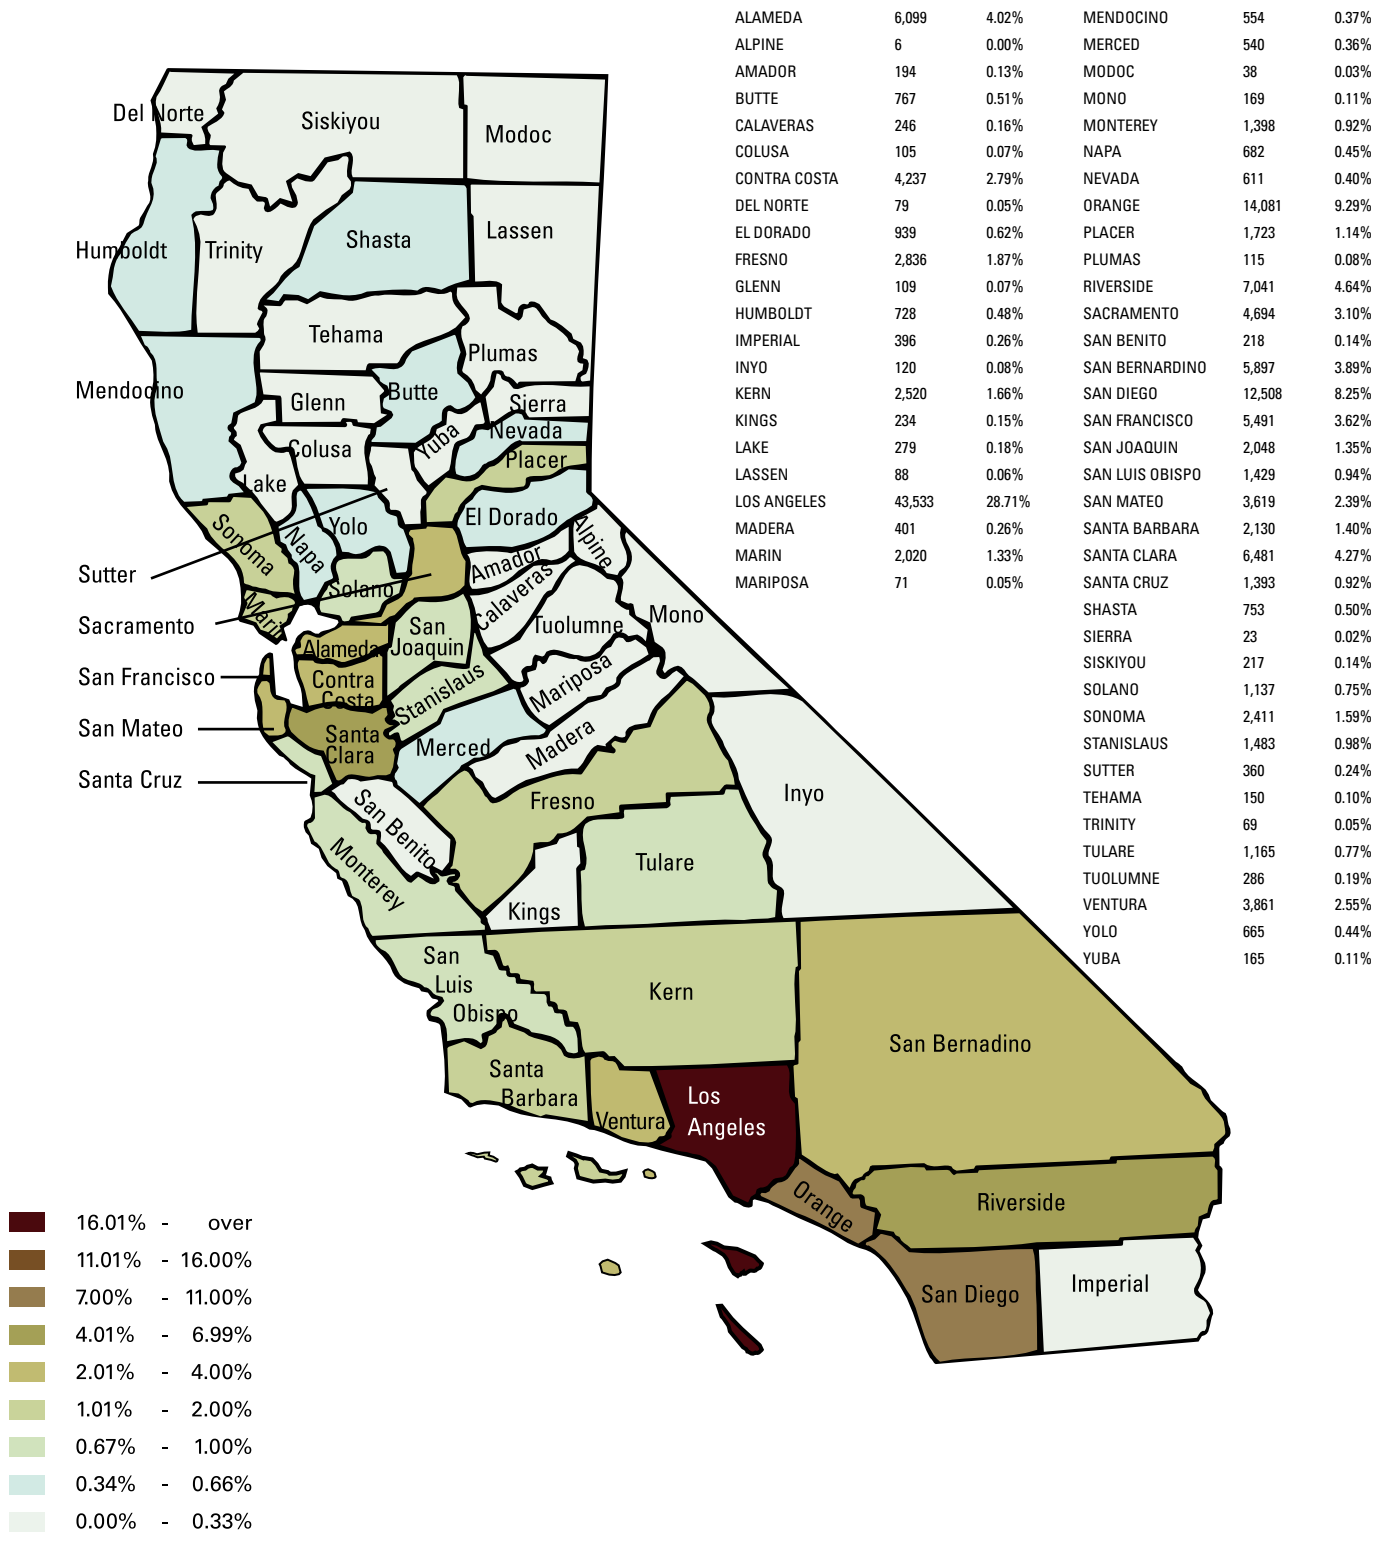 ALAMEDA 6,099 4.02% MENDOCINO 554 0.37%
ALPINE 6 0.00% MERCED 540 0.36%
AMADOR 194 0.13% MODOC 38 0.03%
BUTTE 767 0.51% MONO 169 0.11%
CALAVERAS 246 0.16% MONTEREY 1,398 0.92%
COLUSA 105 0.07% NAPA 682 0.45%
CONTRA COSTA 4,237 2.79% NEVADA 611 0.40%
DEL NORTE 79 0.05% ORANGE 14,081 9.29%
EL DORADO 939 0.62% PLACER 1,723 1.14%
FRESNO 2,836 1.87% PLUMAS 115 0.08%
GLENN 109 0.07% RIVERSIDE 7,041 4.64%
HUMBOLDT 728 0.48% SACRAMENTO 4,694 3.10%
IMPERIAL 396 0.26% SAN BENITO 218 0.14%
INYO 120 0.08% SAN BERNARDINO 5,897 3.89%
KERN 2,520 1.66% SAN DIEGO 12,508 8.25%
KINGS 234 0.15% SAN FRANCISCO 5,491 3.62%
LAKE 279 0.18% SAN JOAQUIN 2,048 1.35%
LASSEN 88 0.06% SAN LUIS OBISPO 1,429 0.94%
LOS ANGELES 43,533 28.71% SAN MATEO 3,619 2.39%
MADERA 401 0.26% SANTA BARBARA 2,130 1.40%
MARIN 2,020 1.33% SANTA CLARA 6,481 4.27%
MARIPOSA 71 0.05% SANTA CRUZ 1,393 0.92%
SHASTA 753 0.50%
SIERRA 23 0.02%
SISKIYOU 217 0.14%
SOLANO 1,137 0.75%
SONOMA 2,411 1.59%
STANISLAUS 1,483 0.98%
SUTTER 360 0.24%
TEHAMA 150 0.10%
TRINITY 69 0.05%
TULARE 1,165 0.77%
TUOLUMNE 286 0.19%
VENTURA 3,861 2.55%
YOLO 665 0.44%
YUBA 165 0.11%
Del Norte
Siskiyou
Modoc
Humboldt
Trinity
Shasta
Lassen
Tehama
Plumas
Mendocino
Glenn
Butte
Sierra
Nevada
Yuba
Colusa
Placer
Lake
El Dorado
Yolo
Sonoma
Napa
Alpine
Sutter
Amador
Solano
Calaveras
Marin
Sacramento
Tuolumne
Mono
San
Joaquin
Alameda
San Francisco
Contra
Costa
Stanislaus
Mariposa
San Mateo
Santa
Clara
Merced
Madera
Santa Cruz
San Benito
Fresno
Inyo
Monterey
Tulare
Kings
San
Luis
Obispo
Kern
San Bernadino
Santa
Barbara
Ventura
Los
Angeles
Orange
Riverside
San Diego
Imperial
16.01% - over
11.01% - 16.00%
7.00% - 11.00%
4.01% - 6.99%
2.01% - 4.00%
1.01% - 2.00%
0.67% - 1.00%
0.34% - 0.66%
0.00% - 0.33%